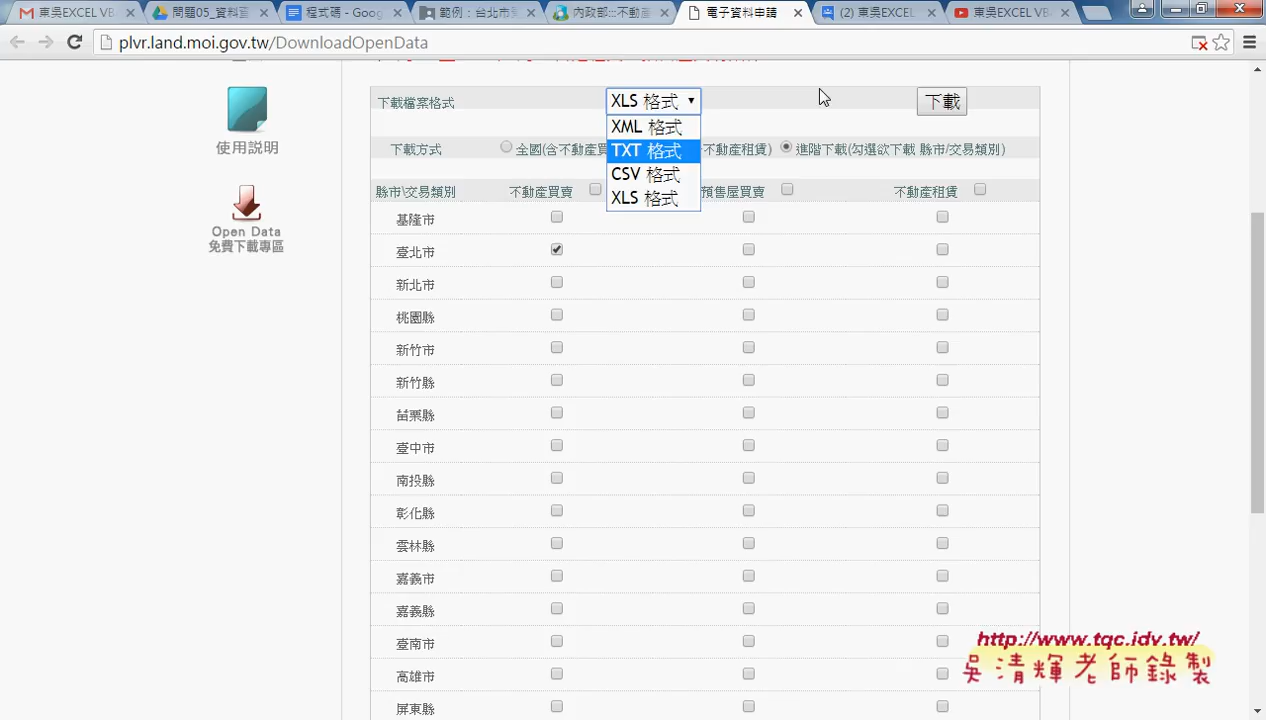 東吳EXCEL VB
問題05_資料
程式碼 - Goog
範例：台北市
內政部:::不動產
電子資料申請
(2) 東吳EXCEL
東吳EXCEL VB
plvr.land.moi.gov.tw/DownloadOpenData
使用說明
Open Data
免費下載專區
下載檔案格式
XLS 格式
下載
XML 格式
TXT 格式
CSV 格式
XLS 格式
下載方式
全國(含不動產
不動產租賃)
進階下載(勾選欲下載 縣市/交易類別)
縣市\交易類別
不動產買賣
預售屋買賣
不動產租賃
基隆市
臺北市
新北市
桃園縣
新竹市
新竹縣
苗栗縣
臺中市
南投縣
彰化縣
雲林縣
嘉義市
嘉義縣
臺南市
高雄市
屏東縣
http://www.tqc.idv.tw/
吳清輝老師錄製